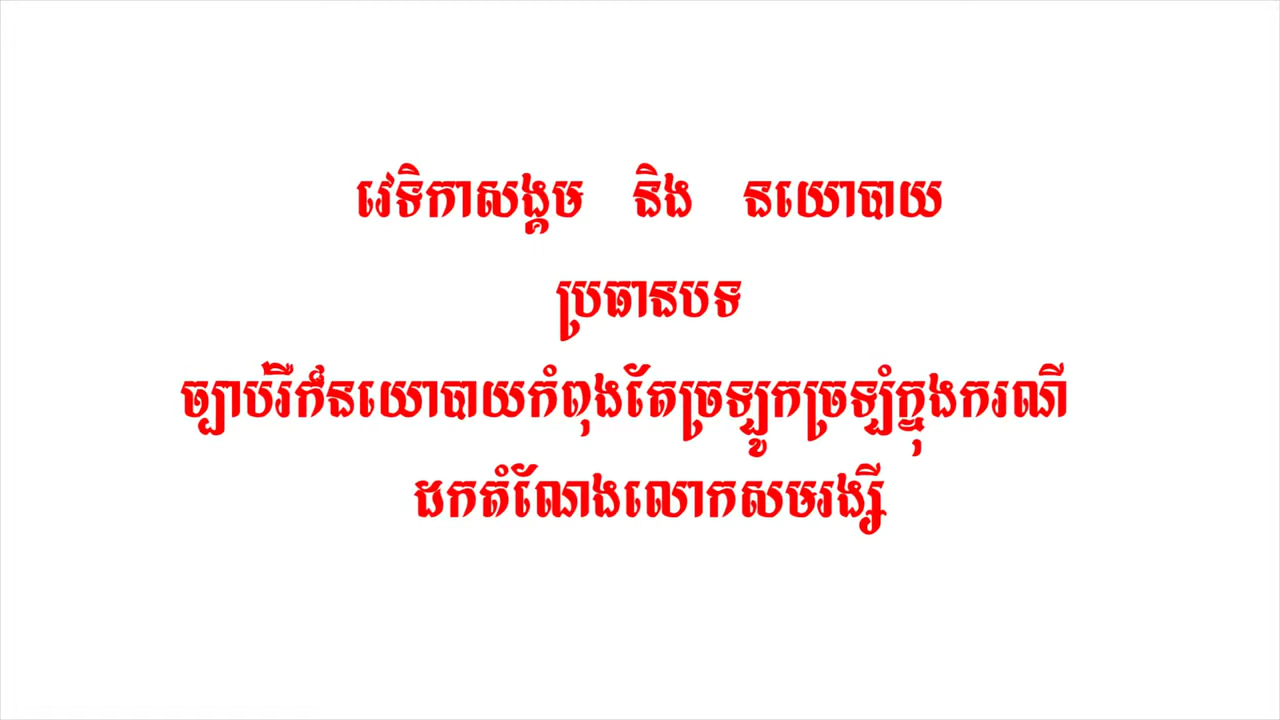 វេទិកាសង្គម និង នយោបាយ
ប្រធានបទ
ច្បាប់រឺក៏នយោបាយកំពុងតែច្រឡូកច្រឡំក្នុងករណី
ដកតំណែងលោកសមរង្ស៊ី